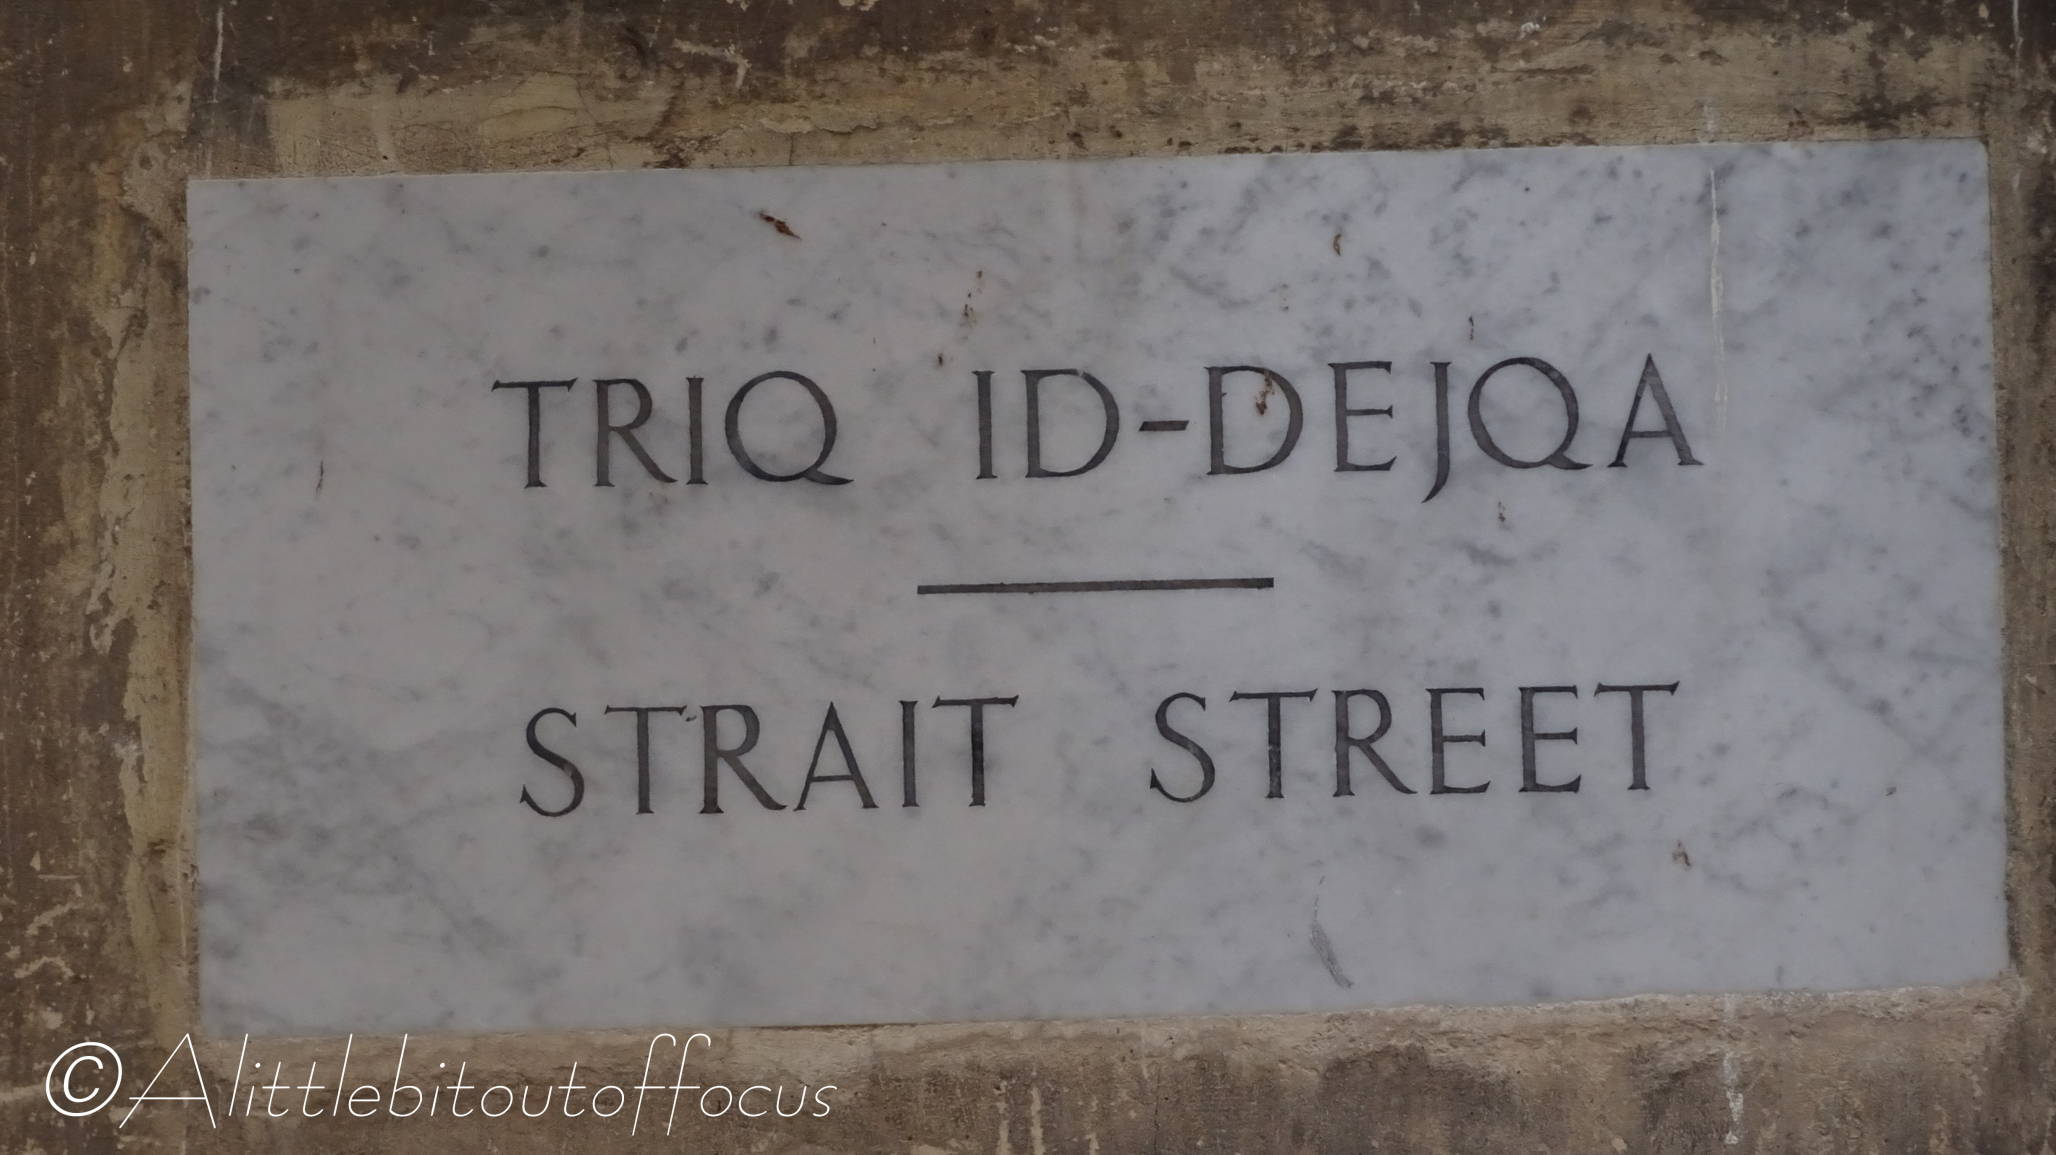 TRIQ ID-DEJQA
STRAIT STREET
©Alittlebitoutoffocus